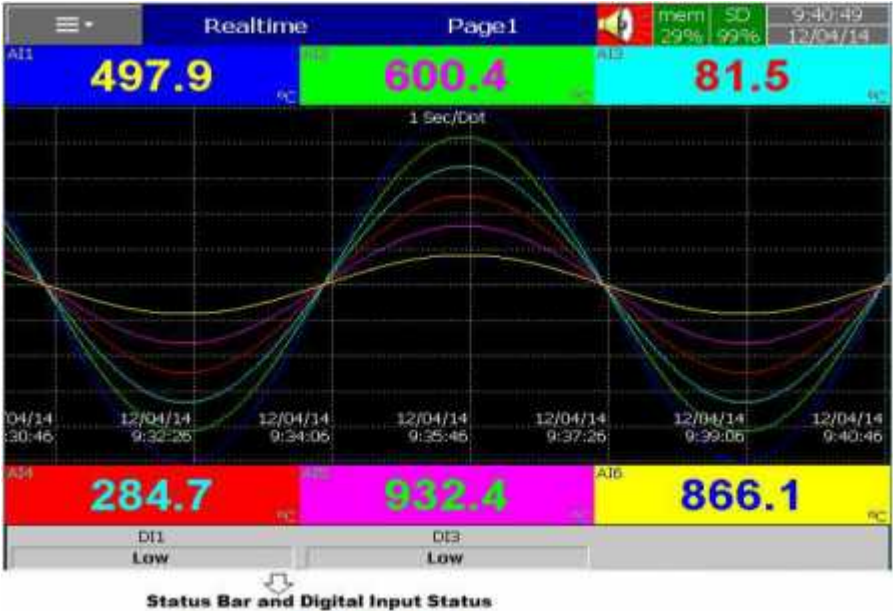 Realtime Page1 mem SD 9:40:49
29% 99% 12/04/14
AI1 AI2 AI3
497.9 °C 600.4 °C 81.5 °C
1 Sec/Dot
04/14 12/04/14 12/04/14 12/04/14 12/04/14 12/04/14 12/04/14
:30:46 9:32:26 9:34:06 9:35:46 9:37:26 9:39:06 9:40:46
AI4 AI5 AI6
284.7 °C 932.4 °C 866.1 °C
DI1 DI3
Low Low
Status Bar and Digital Input Status